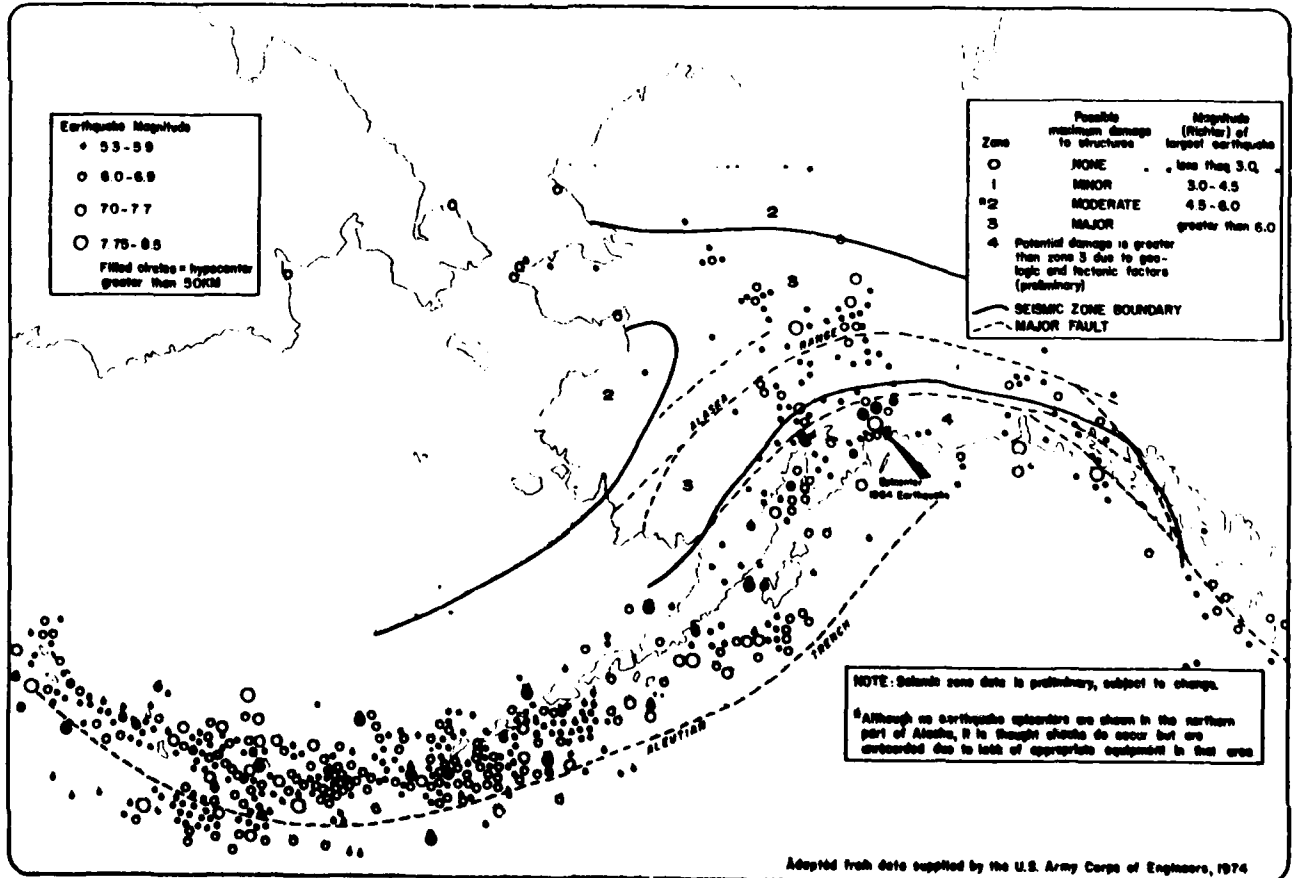 Earthquake Magnitude
5.3-5.9
6.0-6.9
7.0-7.7
7.75-8.5
Filled circles = hypocenter
greater than 50KM
Zone
Possible
maximum damage
to structures
Magnitude
(Richter) of
largest earthquake
0 NONE less than 3.0
1 MINOR 3.0-4.5
*2 MODERATE 4.5-6.0
3 MAJOR greater than 6.0
4 Potential damage is greater
than zone 3 due to geo-
logic and tectonic factors
(preliminary)
SEISMIC ZONE BOUNDARY
MAJOR FAULT
2
3
RANGE
2
ALASKA
4
3
Epicenter
1964 Earthquake
TRENCH
ALEUTIAN
NOTE: Seismic zone data is preliminary, subject to change.
*Although no earthquake epicenters are shown in the northern
part of Alaska, it is thought shocks do occur but are
unrecorded due to lack of appropriate equipment in that area
Adapted from data supplied by the U.S. Army Corps of Engineers, 1974